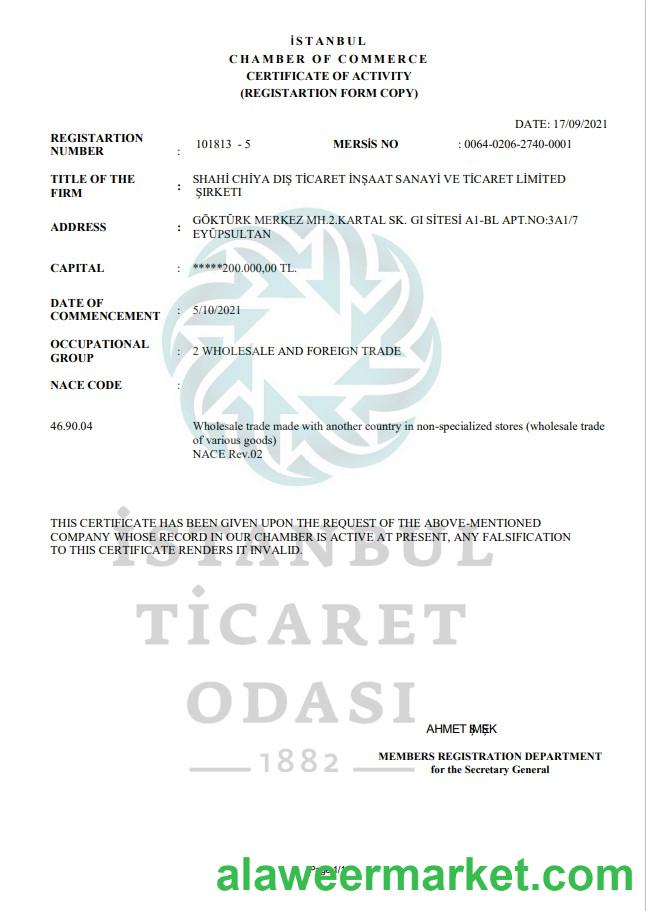 İSTANBUL
CHAMBER OF COMMERCE
CERTIFICATE OF ACTIVITY
(REGISTARTION FORM COPY)
DATE: 17/09/2021
REGISTARTION NUMBER : 101813 - 5 MERSİS NO : 0064-0206-2740-0001
TITLE OF THE FIRM : SHAHİ CHİYA DIŞ TİCARET İNŞAAT SANAYİ VE TİCARET LİMİTED
ŞIRKETI
ADDRESS : GÖKTÜRK MERKEZ MH.2.KARTAL SK. GI SİTESİ A1-BL APT.NO:3A1/7
EYÜPSULTAN
CAPITAL : *****200.000,00 TL.
DATE OF COMMENCEMENT : 5/10/2021
OCCUPATIONAL GROUP : 2 WHOLESALE AND FOREIGN TRADE
NACE CODE :
46.90.04 Wholesale trade made with another country in non-specialized stores (wholesale trade
of various goods)
NACE Rev.02
THIS CERTIFICATE HAS BEEN GIVEN UPON THE REQUEST OF THE ABOVE-MENTIONED
COMPANY WHOSE RECORD IN OUR CHAMBER IS ACTIVE AT PRESENT, ANY FALSIFICATION
TO THIS CERTIFICATE RENDERS IT INVALID.
İSTANBUL
TİCARET
ODASI
1882
AHMET
MEMBERS REGISTRATION DEPARTMENT
for the Secretary General
Page 1/1
alaweermarket.com